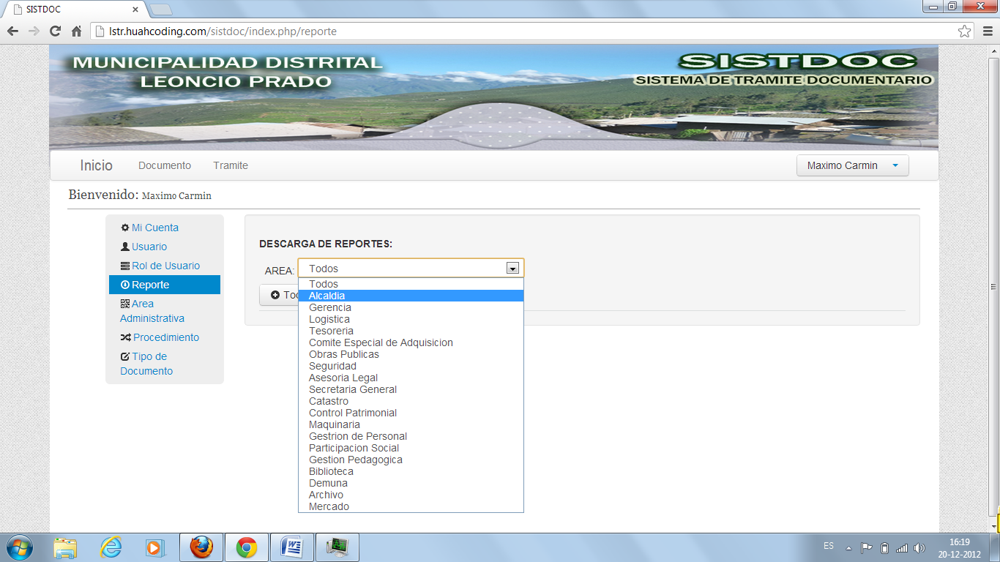 SISTDOC
lstr.huahcoding.com/sistdoc/index.php/reporte
MUNICIPALIDAD DISTRITAL
LEONCIO PRADO
SISTDOC
SISTEMA DE TRAMITE DOCUMENTARIO
Inicio Documento Tramite Maximo Carmin
Bienvenido: Maximo Carmin
Mi Cuenta
Usuario
Rol de Usuario
Reporte
Area
Administrativa
Procedimiento
Tipo de
Documento
DESCARGA DE REPORTES:
AREA: Todos
Todos
Alcaldia
Gerencia
Logistica
Tesoreria
Comite Especial de Adquisicion
Obras Publicas
Seguridad
Asesoria Legal
Secretaria General
Catastro
Control Patrimonial
Maquinaria
Gestrion de Personal
Participacion Social
Gestion Pedagogica
Biblioteca
Demuna
Archivo
Mercado
ES
16:19
20-12-2012